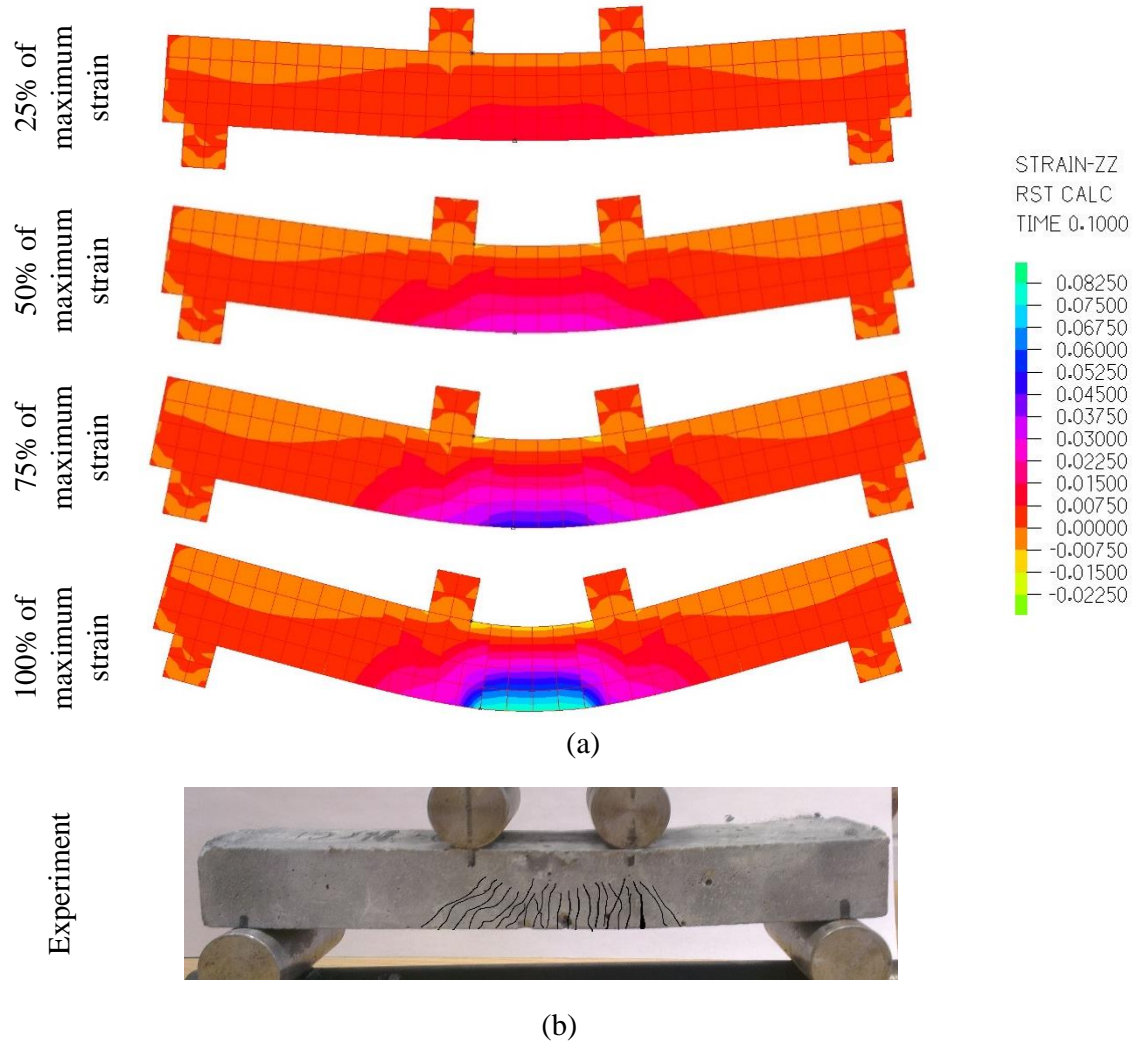 25% of
maximum
strain
50% of
maximum
strain
75% of
maximum
strain
100% of
maximum
strain
STRAIN-ZZ
RST CALC
TIME 0.1000
0.08250
0.07500
0.06750
0.06000
0.05250
0.04500
0.03750
0.03000
0.02250
0.01500
0.00750
0.00000
-0.00750
-0.01500
-0.02250
(a)
Experiment
(b)